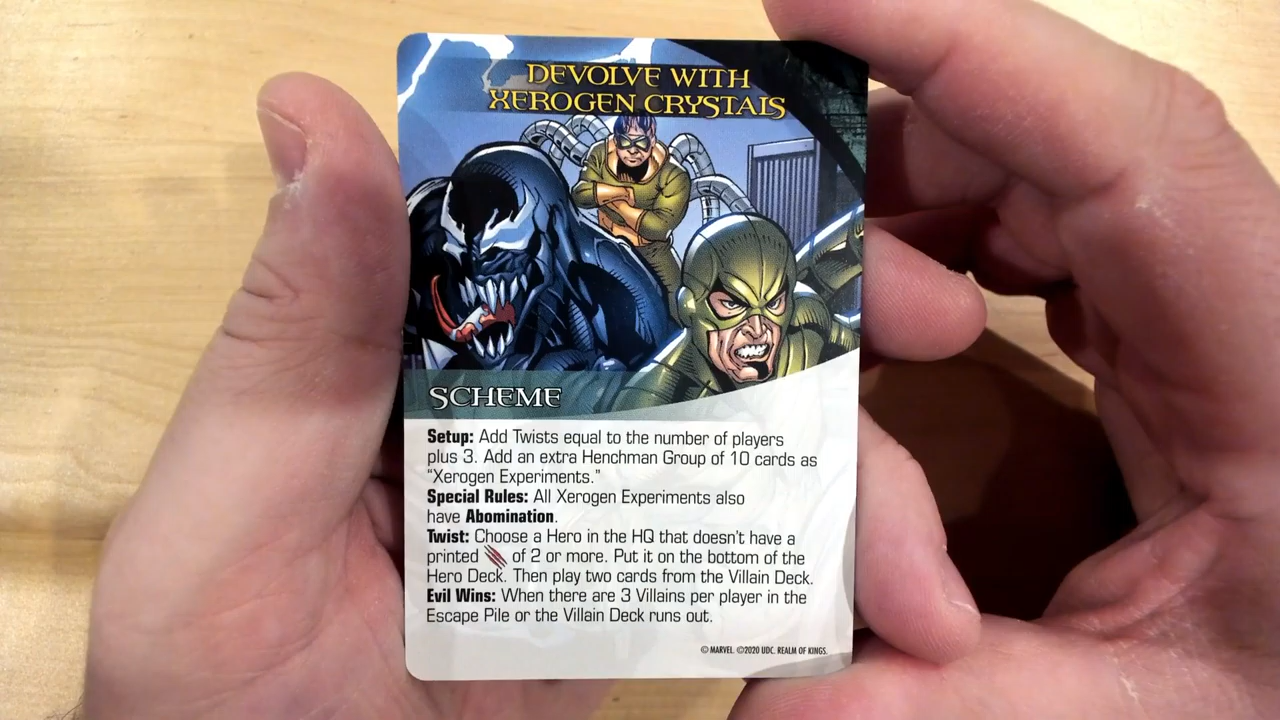 DEVOLVE WITH
XEROGEN CRYSTALS
SCHEME
Setup: Add Twists equal to the number of players
plus 3. Add an extra Henchman Group of 10 cards as
“Xerogen Experiments.”
Special Rules: All Xerogen Experiments also
have Abomination.
Twist: Choose a Hero in the HQ that doesn't have a
printed of 2 or more. Put it on the bottom of the
Hero Deck. Then play two cards from the Villain Deck.
Evil Wins: When there are 3 Villains per player in the
Escape Pile or the Villain Deck runs out.
© MARVEL. ©2020 UDC. REALM OF KINGS.